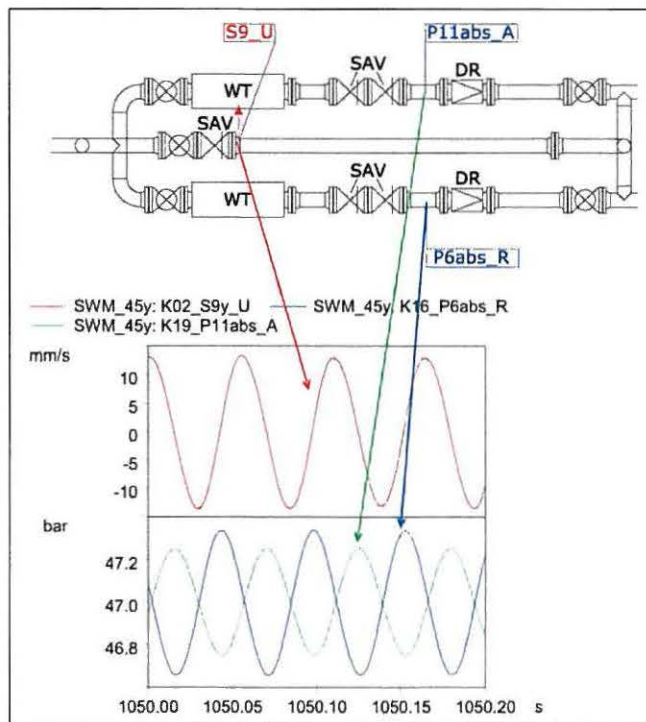 S9_U
P11abs_A
SAV
DR
WT
SAV
SAV
DR
WT
P6abs_R
SWM_45y: K02_S9y_U
SWM_45y: K16_P6abs_R
SWM_45y: K19_P11abs_A
mm/s
10
5
0
-5
-10
bar
47.2
47.0
46.8
1050.00 1050.05 1050.10 1050.15 1050.20 s